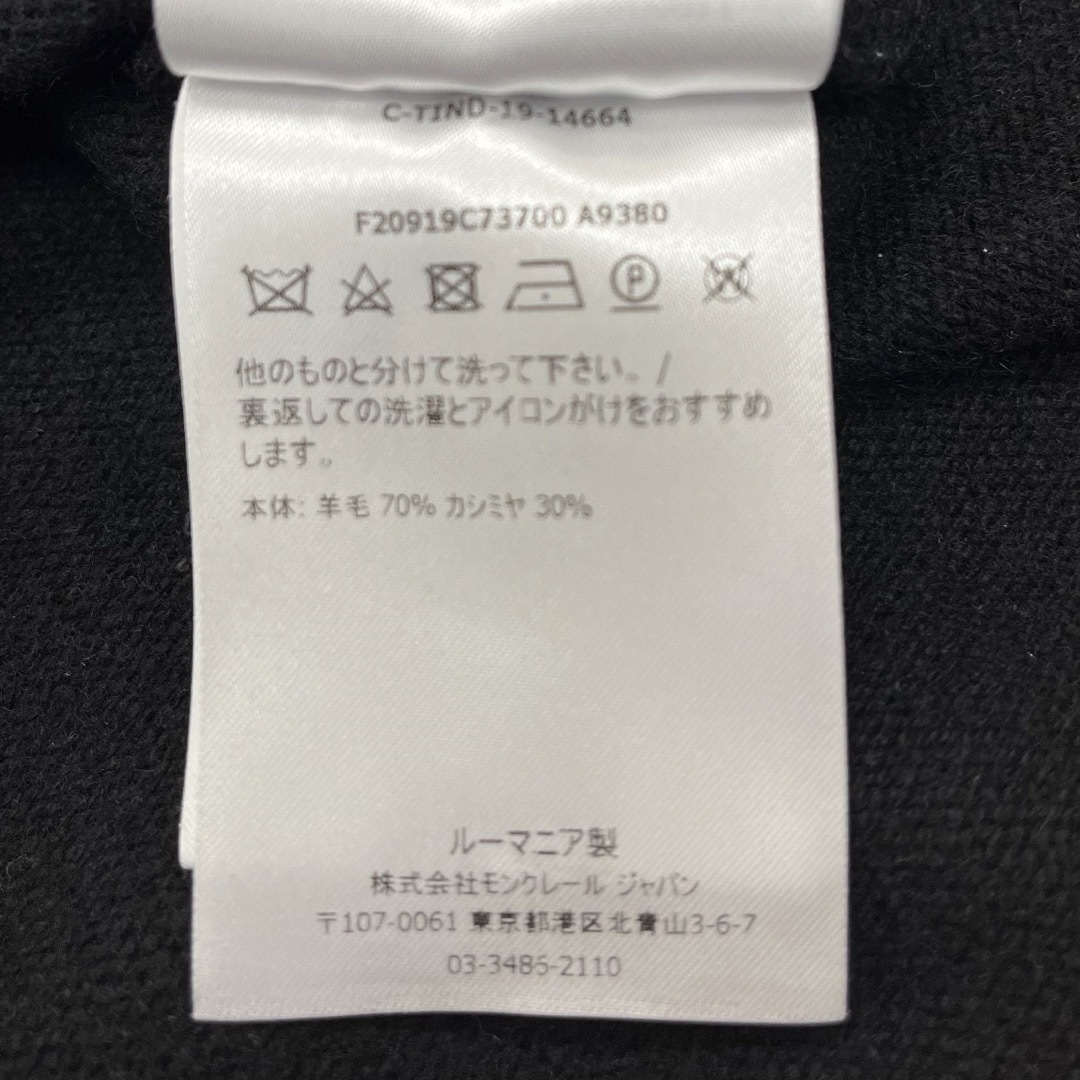 C-TIND-19-14664
F20919C73700 A9380
P
他のものと分けて洗って下さい。/
裏返しての洗濯とアイロンがけをおすすめ
します。
本体: 羊毛 70% カシミヤ 30%
ルーマニア製
株式会社モンクレール ジャパン
〒107-0061 東京都港区北青山3-6-7
03-3486-2110